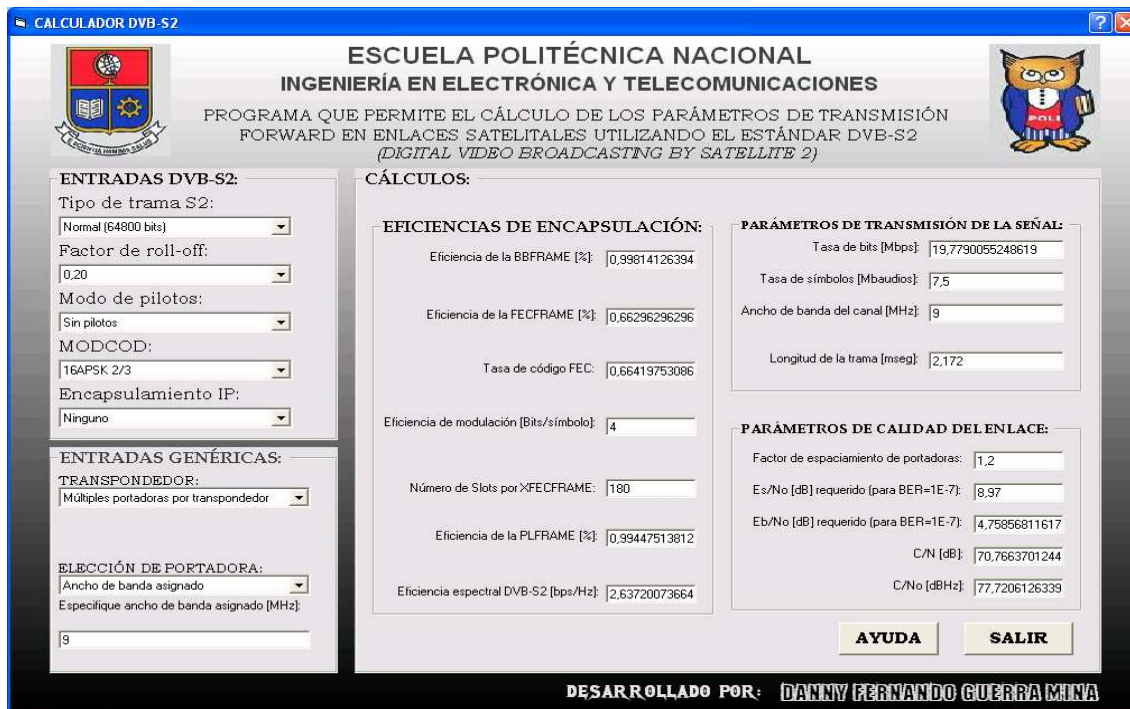 CALCULADOR DVB-S2
ESCUELA POLITÉCNICA NACIONAL
INGENIERÍA EN ELECTRÓNICA Y TELECOMUNICACIONES
PROGRAMA QUE PERMITE EL CÁLCULO DE LOS PARÁMETROS DE TRANSMISIÓN
FORWARD EN ENLACES SATELITALES UTILIZANDO EL ESTÁNDAR DVB-S2
(DIGITAL VIDEO BROADCASTING BY SATELLITE 2)
E SCIENTIA HOMINIS SALUS
POLI
ENTRADAS DVB-S2:
Tipo de trama S2:
Normal (64800 bits)
Factor de roll-off:
0,20
Modo de pilotos:
Sin pilotos
MODCOD:
16APSK 2/3
Encapsulamiento IP:
Ninguno
ENTRADAS GENÉRICAS:
TRANSPONDEDOR:
Múltiples portadoras por transpondedor
ELECCIÓN DE PORTADORA:
Ancho de banda asignado
Especifique ancho de banda asignado [MHz]:
9
CÁLCULOS:
EFICIENCIAS DE ENCAPSULACIÓN:
Eficiencia de la BBFRAME [%]: 0,99814126394
Eficiencia de la FECFRAME [%]: 0,66296296296
Tasa de código FEC: 0,66419753086
Eficiencia de modulación [Bits/símbolo]: 4
Número de Slots por XFECFRAME: 180
Eficiencia de la PLFRAME [%]: 0,99447513812
Eficiencia espectral DVB-S2 [bps/Hz]: 2,63720073664
PARÁMETROS DE TRANSMISIÓN DE LA SEÑAL:
Tasa de bits [Mbps]: 19,7790055248619
Tasa de símbolos [Mbaudios]: 7,5
Ancho de banda del canal [MHz]: 9
Longitud de la trama [mseg]: 2,172
PARÁMETROS DE CALIDAD DEL ENLACE:
Factor de espaciamiento de portadoras: 1,2
Es/No [dB] requerido (para BER=1E-7): 8,97
Eb/No [dB] requerido (para BER=1E-7): 4,75856811617
C/N [dB]: 70,7663701244
C/No [dBHz]: 77,7206126339
AYUDA
SALIR
DESARROLLADO POR: DANNY FERNANDO GUERRA MINA